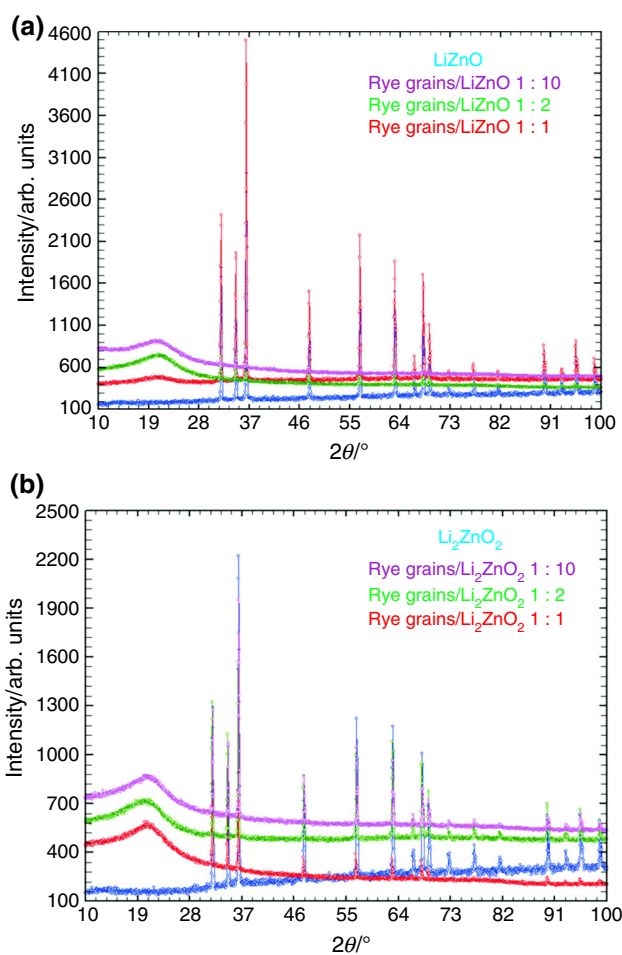 (a)
4600
4100
3600
3100
2600
2100
1600
1100
600
100
Intensity/arb. units
LiZnO
Rye grains/LiZnO 1 : 10
Rye grains/LiZnO 1 : 2
Rye grains/LiZnO 1 : 1
10 19 28 37 46 55 64 73 82 91 100
2θ/°
(b)
2500
2200
1900
1600
1300
1000
700
400
100
Intensity/arb. units
Li₂ZnO₂
Rye grains/Li₂ZnO₂ 1 : 10
Rye grains/Li₂ZnO₂ 1 : 2
Rye grains/Li₂ZnO₂ 1 : 1
10 19 28 37 46 55 64 73 82 91 100
2θ/°